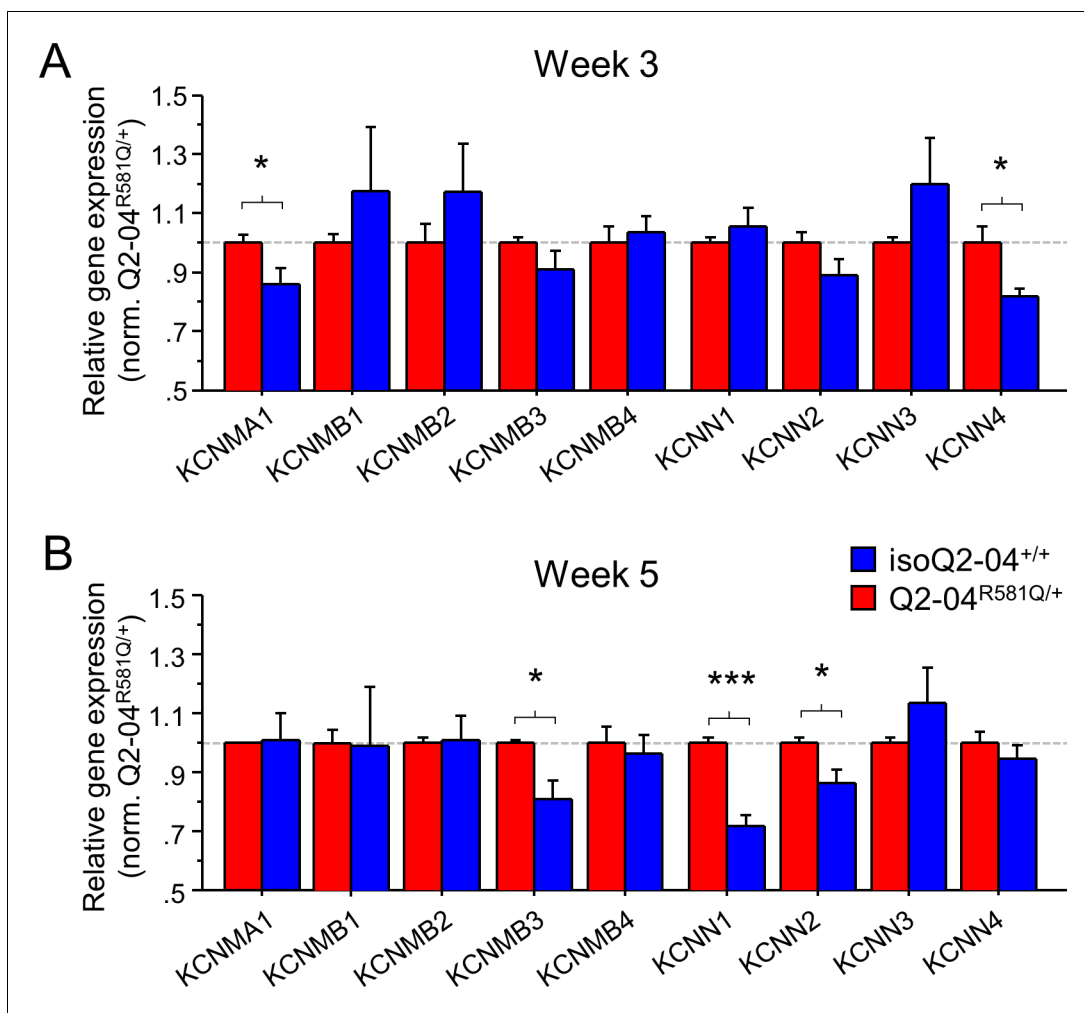 A
Week 3
Relative gene expression
(norm. Q2-04R581Q/+)
1.5
1.3
1.1
.9
.7
.5
*
*
KCNMA1
KCNMB1
KCNMB2
KCNMB3
KCNMB4
KCNN1
KCNN2
KCNN3
KCNN4
B
Week 5
isoQ2-04+/+
Q2-04R581Q/+
Relative gene expression
(norm. Q2-04R581Q/+)
1.5
1.3
1.1
.9
.7
.5
*
***
*
KCNMA1
KCNMB1
KCNMB2
KCNMB3
KCNMB4
KCNN1
KCNN2
KCNN3
KCNN4